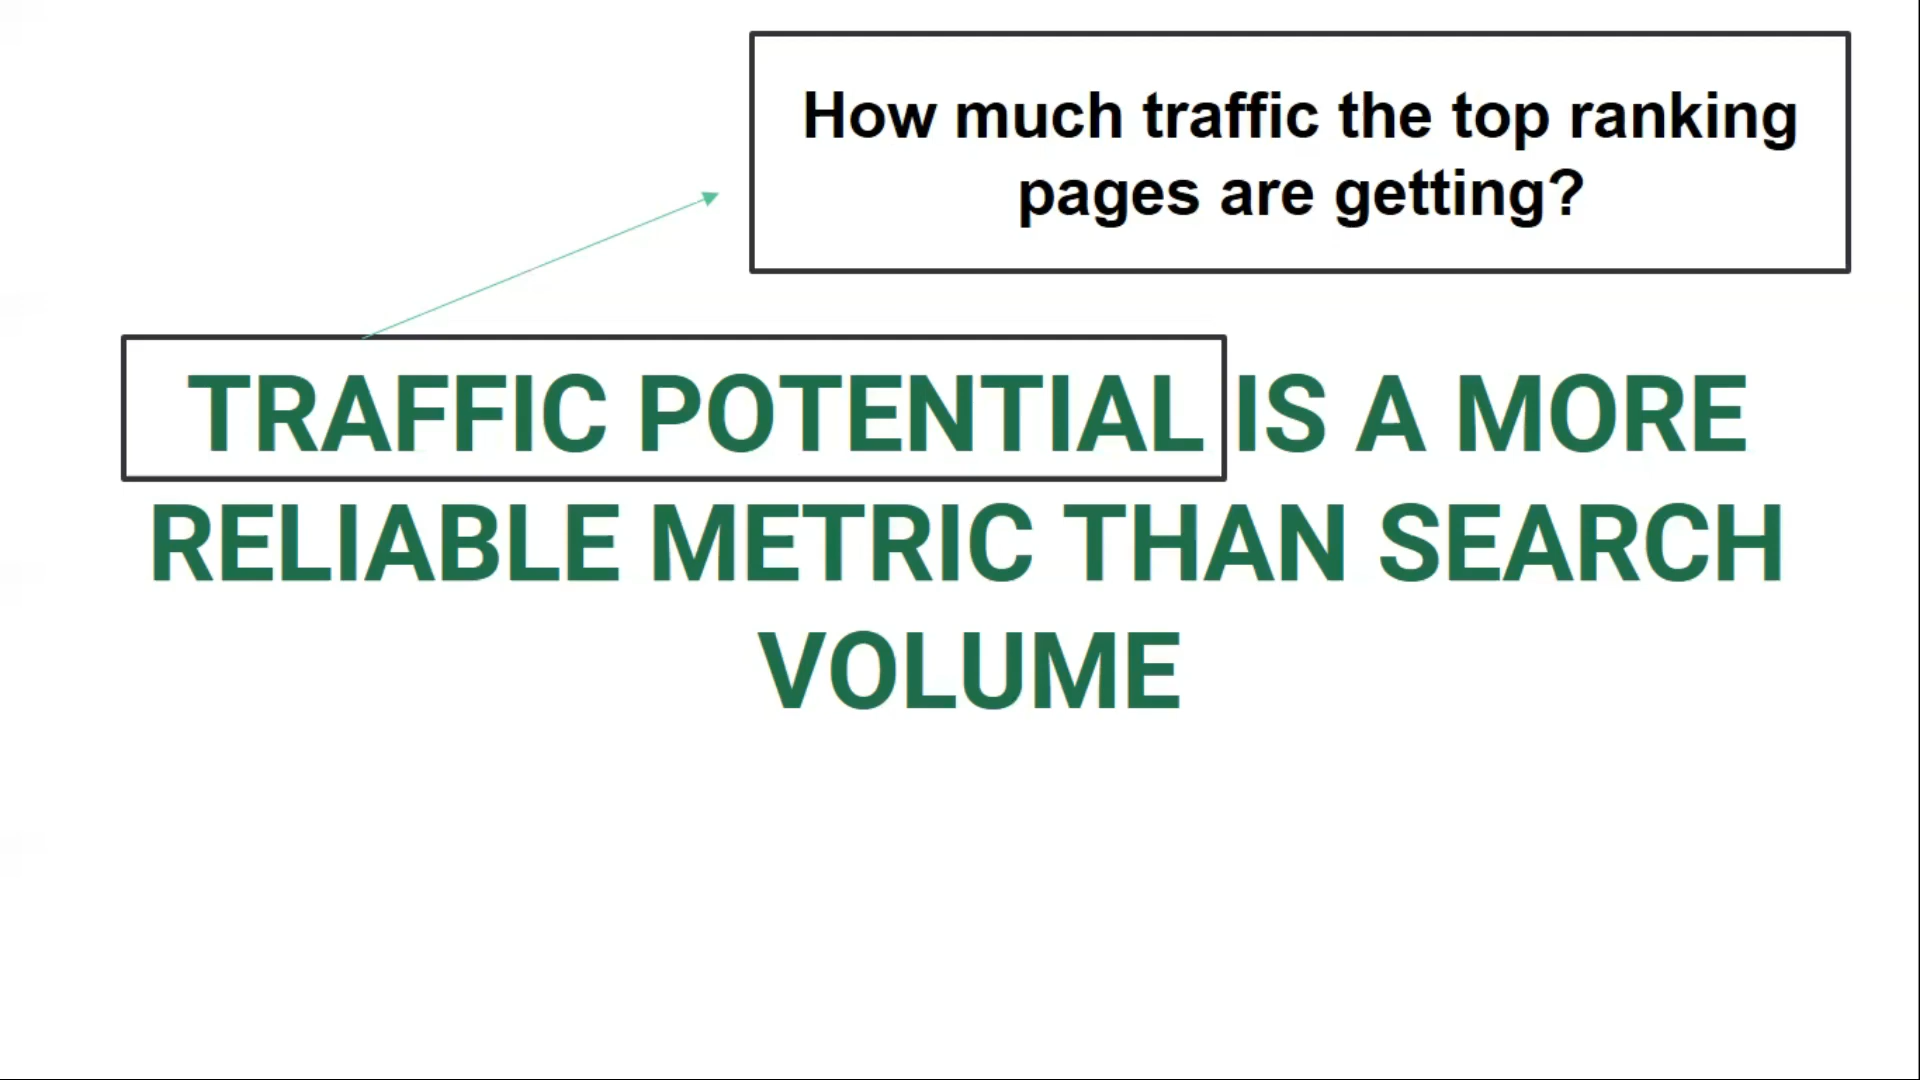 How much traffic the top ranking
pages are getting?
TRAFFIC POTENTIAL IS A MORE
RELIABLE METRIC THAN SEARCH
VOLUME